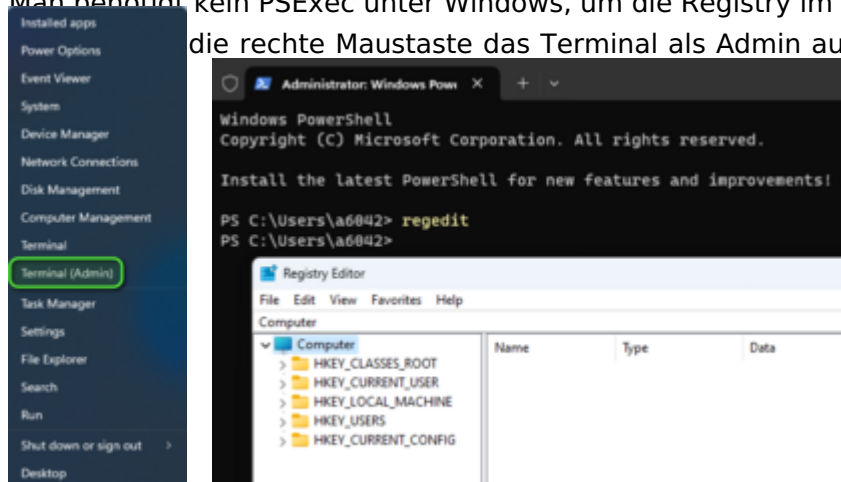 Man benötigt kein PSExec unter Windows, um die Registry im
die rechte Maustaste das Terminal als Admin au
Installed apps
Power Options
Event Viewer
System
Device Manager
Network Connections
Disk Management
Computer Management
Terminal
Terminal (Admin)
Task Manager
Settings
File Explorer
Search
Run
Shut down or sign out
Desktop
Administrator: Windows Powe
Windows PowerShell
Copyright (C) Microsoft Corporation. All rights reserved.
Install the latest PowerShell for new features and improvements!
PS C:\Users\a6042> regedit
PS C:\Users\a6042>
Registry Editor
File Edit View Favorites Help
Computer
Computer
HKEY_CLASSES_ROOT
HKEY_CURRENT_USER
HKEY_LOCAL_MACHINE
HKEY_USERS
HKEY_CURRENT_CONFIG
Name Type Data